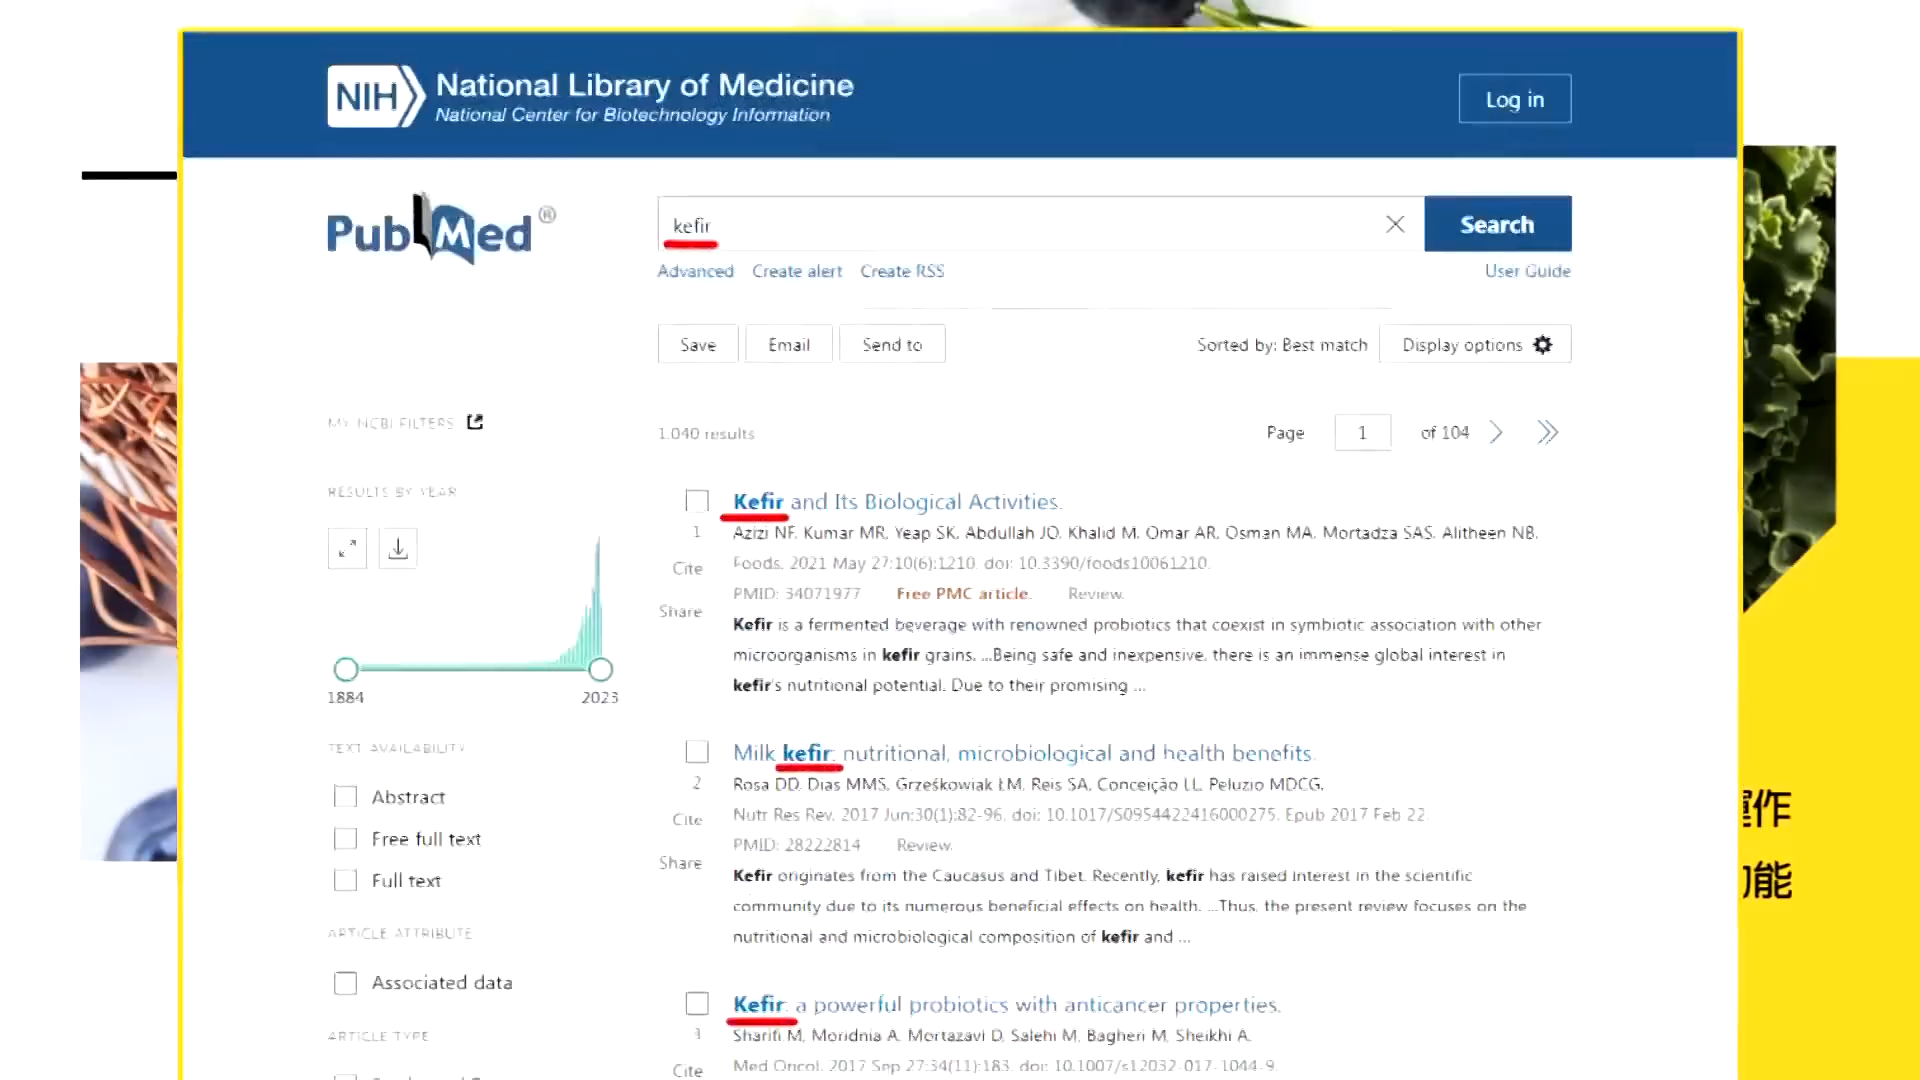 NIH National Library of Medicine
National Center for Biotechnology Information
Log in
PubMed®
kefir
Search
Advanced Create alert Create RSS
User Guide
Save Email Send to
Sorted by: Best match
Display options
MY NCBI FILTERS
1,040 results
Page 1 of 104
RESULTS BY YEAR
1884 2023
TEXT AVAILABILITY
Abstract
Free full text
Full text
ARTICLE ATTRIBUTE
Associated data
ARTICLE TYPE
Kefir and Its Biological Activities.
1
Azizi NF, Kumar MR, Yeap SK, Abdullah JO, Khalid M, Omar AR, Osman MA, Mortadza SAS, Alitheen NB.
Cite
Foods. 2021 May 27;10(6):1210. doi: 10.3390/foods10061210.
PMID: 34071977 Free PMC article. Review.
Share
Kefir is a fermented beverage with renowned probiotics that coexist in symbiotic association with other
microorganisms in kefir grains. ...Being safe and inexpensive, there is an immense global interest in
kefir's nutritional potential. Due to their promising ...
Milk kefir: nutritional, microbiological and health benefits.
2
Rosa DD, Dias MMS, Grześkowiak ŁM, Reis SA, Conceição LL, Peluzio MDCG.
Cite
Nutr Res Rev. 2017 Jun;30(1):82-96. doi: 10.1017/S0954422416000275. Epub 2017 Feb 22.
PMID: 28222814 Review.
Share
Kefir originates from the Caucasus and Tibet. Recently, kefir has raised interest in the scientific
community due to its numerous beneficial effects on health. ...Thus, the present review focuses on the
nutritional and microbiological composition of kefir and ...
Kefir: a powerful probiotics with anticancer properties.
3
Sharifi M, Moridnia A, Mortazavi D, Salehi M, Bagheri M, Sheikhi A.
Cite
Med Oncol. 2017 Sep 27;34(11):183. doi: 10.1007/s12032-017-1044-9.
作
能